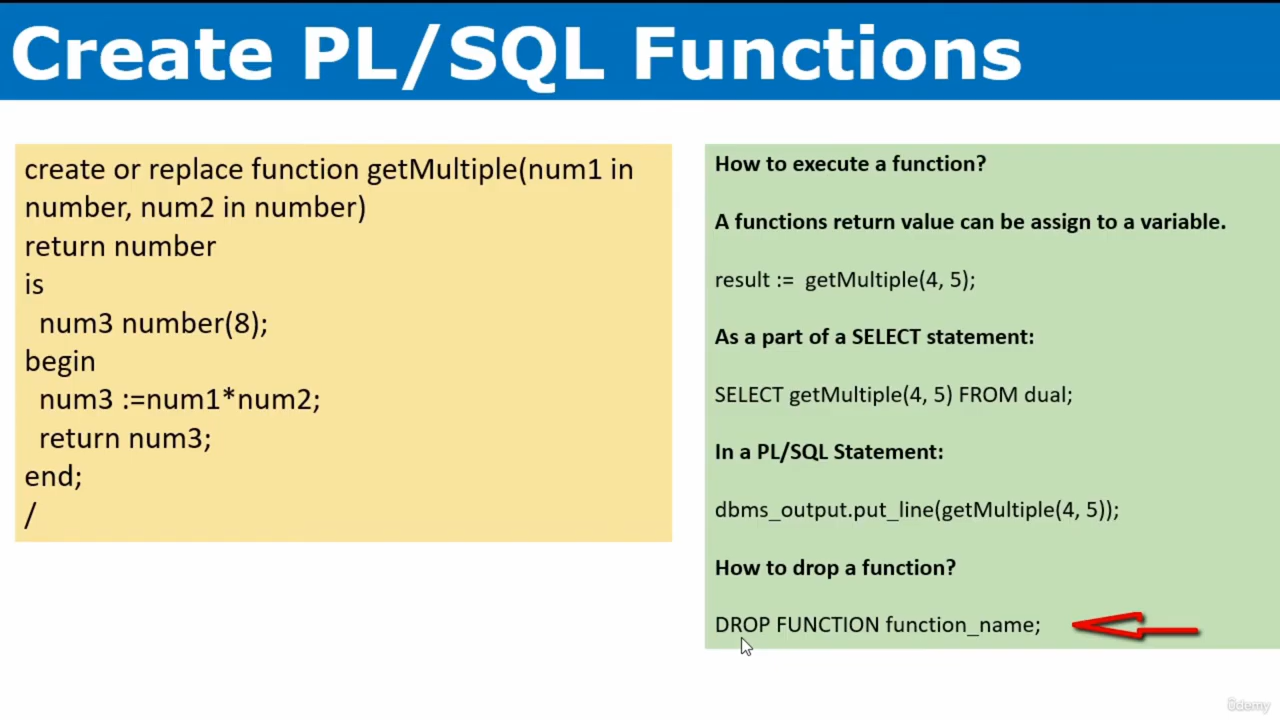 Create PL/SQL Functions
create or replace function getMultiple(num1 in
number, num2 in number)
return number
is
num3 number(8);
begin
num3 :=num1*num2;
return num3;
end;
/
How to execute a function?
A functions return value can be assign to a variable.
result := getMultiple(4, 5);
As a part of a SELECT statement:
SELECT getMultiple(4, 5) FROM dual;
In a PL/SQL Statement:
dbms_output.put_line(getMultiple(4, 5));
How to drop a function?
DROP FUNCTION function_name;
ûdemy